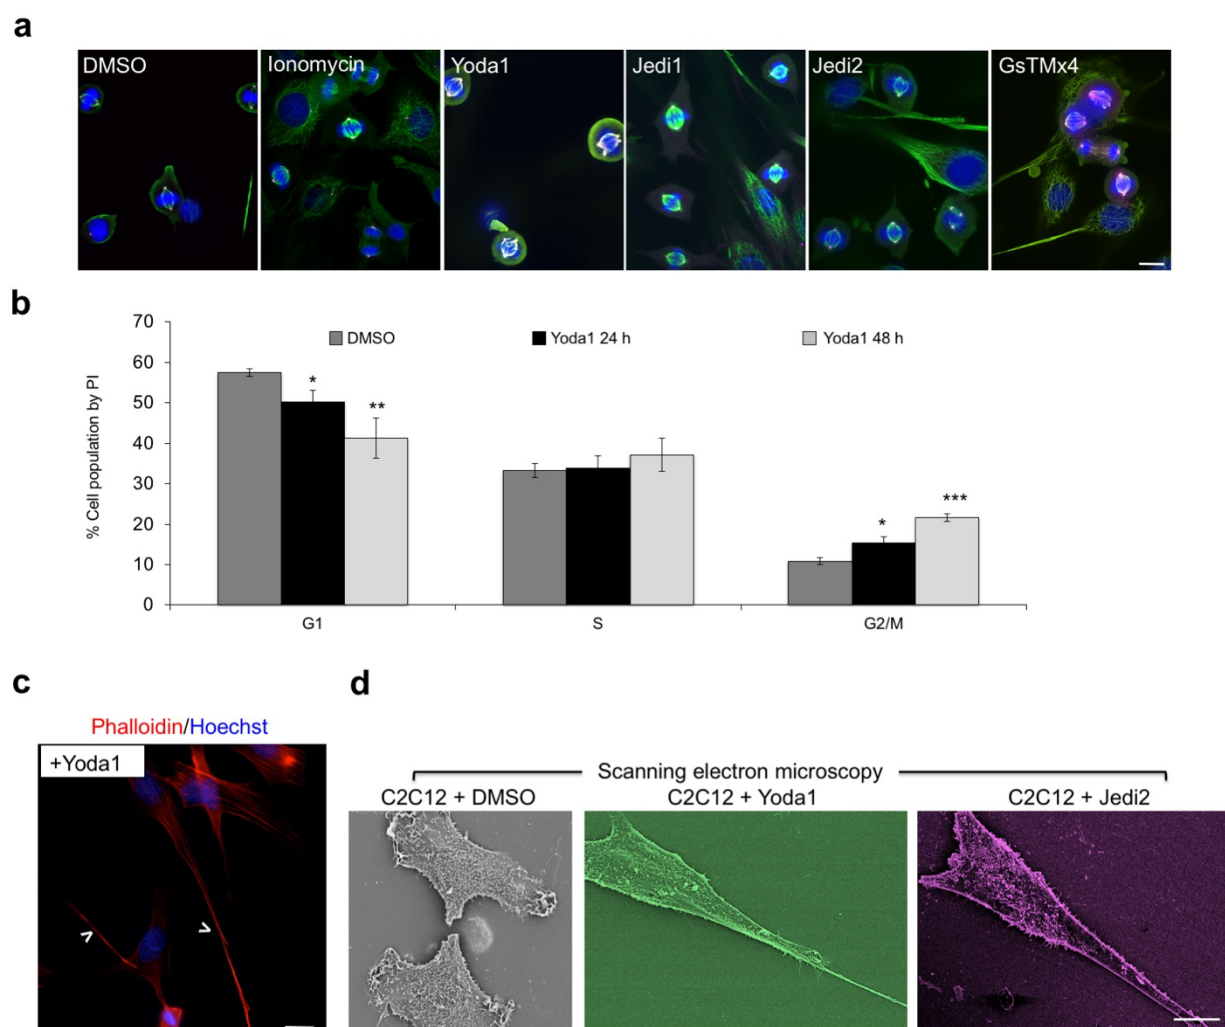 a
DMSO
Ionomycin
Yoda1
Jedi1
Jedi2
GsTMx4
b
% Cell population by PI
70
60
50
40
30
20
10
0
DMSO
Yoda1 24 h
Yoda1 48 h
*
**
*
***
G1
S
G2/M
c
Phalloidin/Hoechst
+Yoda1
>
>
d
Scanning electron microscopy
C2C12 + DMSO
C2C12 + Yoda1
C2C12 + Jedi2